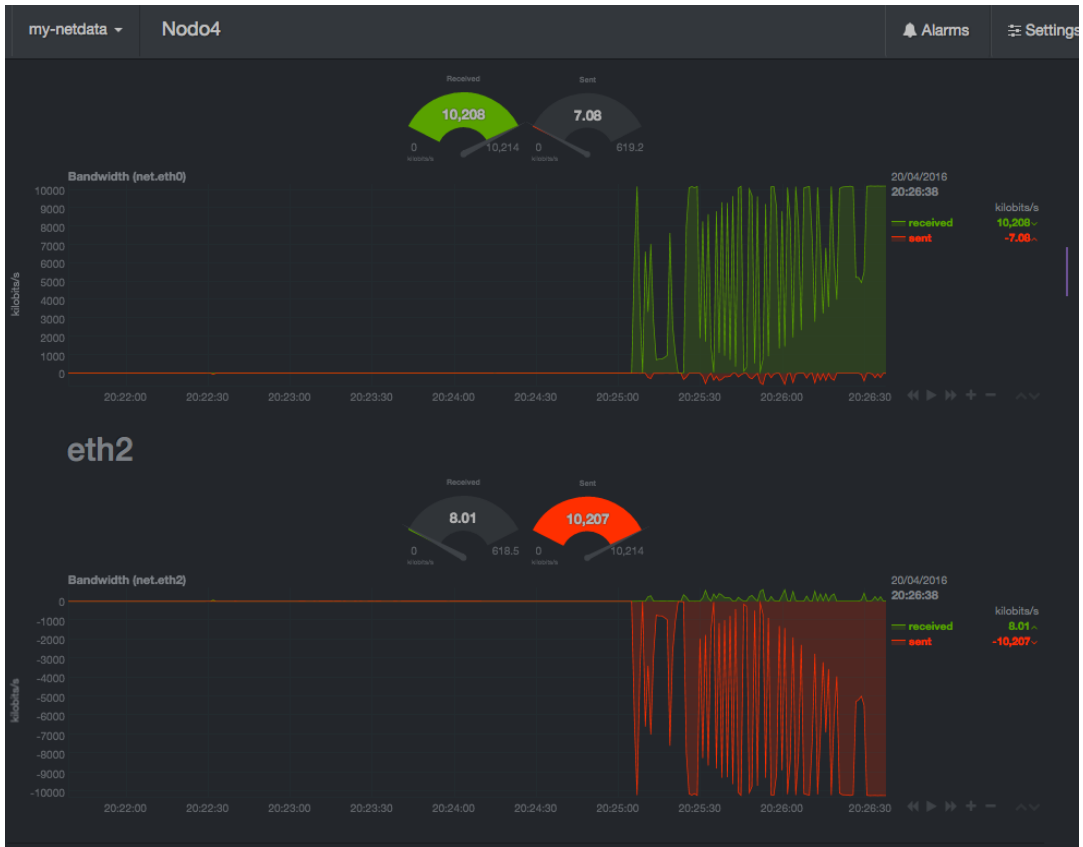 my-netdata
Nodo4
Alarms
Settings
Received
Sent
10,208
7.08
0
10,214
0
619.2
kilobits/s
kilobits/s
Bandwidth (net.eth0)
20/04/2016
20:26:38
kilobits/s
received 10,208
sent -7.08
kilobits/s
10000
9000
8000
7000
6000
5000
4000
3000
2000
1000
0
20:22:00 20:22:30 20:23:00 20:23:30 20:24:00 20:24:30 20:25:00 20:25:30 20:26:00 20:26:30
eth2
Received
Sent
8.01
10,207
0
618.5
0
10,214
kilobits/s
kilobits/s
Bandwidth (net.eth2)
20/04/2016
20:26:38
kilobits/s
received 8.01
sent -10,207
kilobits/s
0
-1000
-2000
-3000
-4000
-5000
-6000
-7000
-8000
-9000
-10000
20:22:00 20:22:30 20:23:00 20:23:30 20:24:00 20:24:30 20:25:00 20:25:30 20:26:00 20:26:30